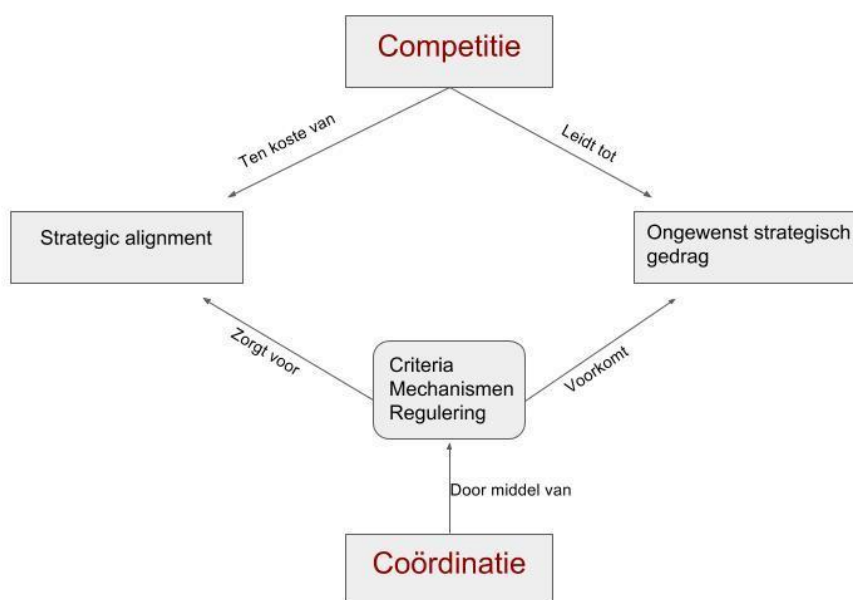 Competitie
Ten koste van
Leidt tot
Strategic alignment
Ongewenst strategisch
gedrag
Zorgt voor
Criteria
Mechanismen
Regulering
Voorkomt
Door middel van
Coördinatie